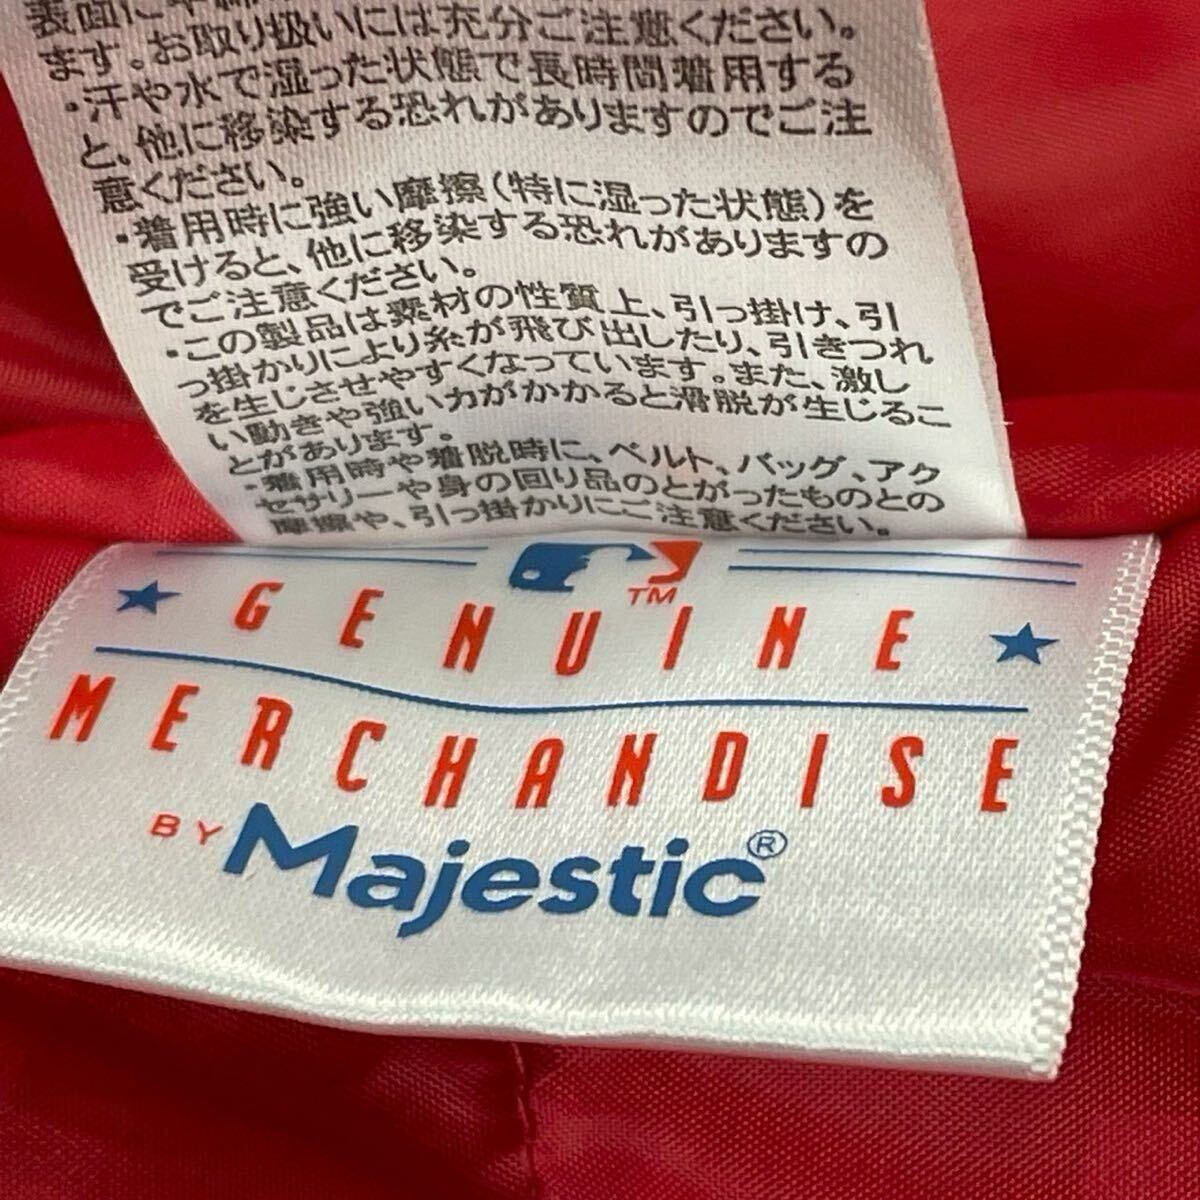 ます。お取り扱いには充分ご注意ください。
・汗や水で湿った状態で長時間着用する
と、他に移染する恐れがありますのでご注
意ください。
・着用時に強い摩擦(特に湿った状態)を
受けると、他に移染する恐れがありますの
でご注意ください。
・この製品は素材の性質上、引っ掛け、引
っ掛かりにより糸が飛び出したり、引きつれ
を生じさせやすくなっています。また、激し
い動きや強い力がかかると滑脱が生じるこ
とがあります。
・着用時や着脱時に、ベルト、バッグ、アク
セサリーや身の回り品のとがったものとの
摩擦や、引っ掛かりにご注意ください。
TM
GENUINE
MERCHANDISE
BY Majestic®